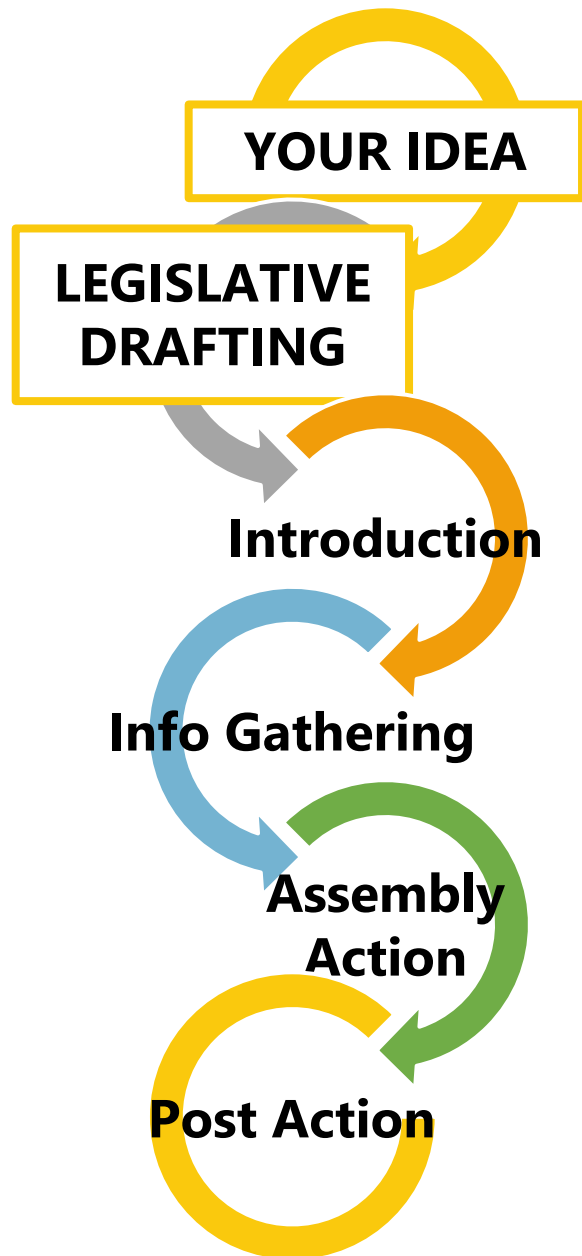 YOUR IDEA
LEGISLATIVE
DRAFTING
Introduction
Info Gathering
Assembly
Action
Post Action